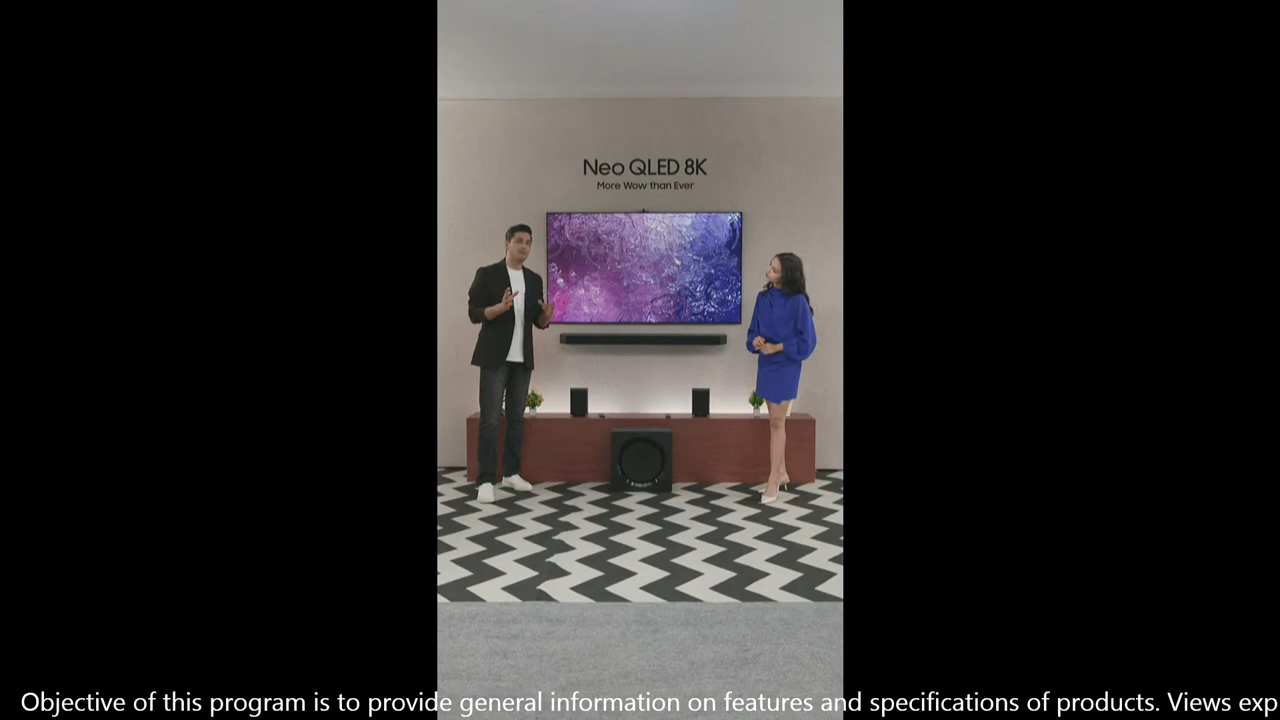 Neo QLED 8K
More Wow than Ever
Objective of this program is to provide general information on features and specifications of products. Views exp